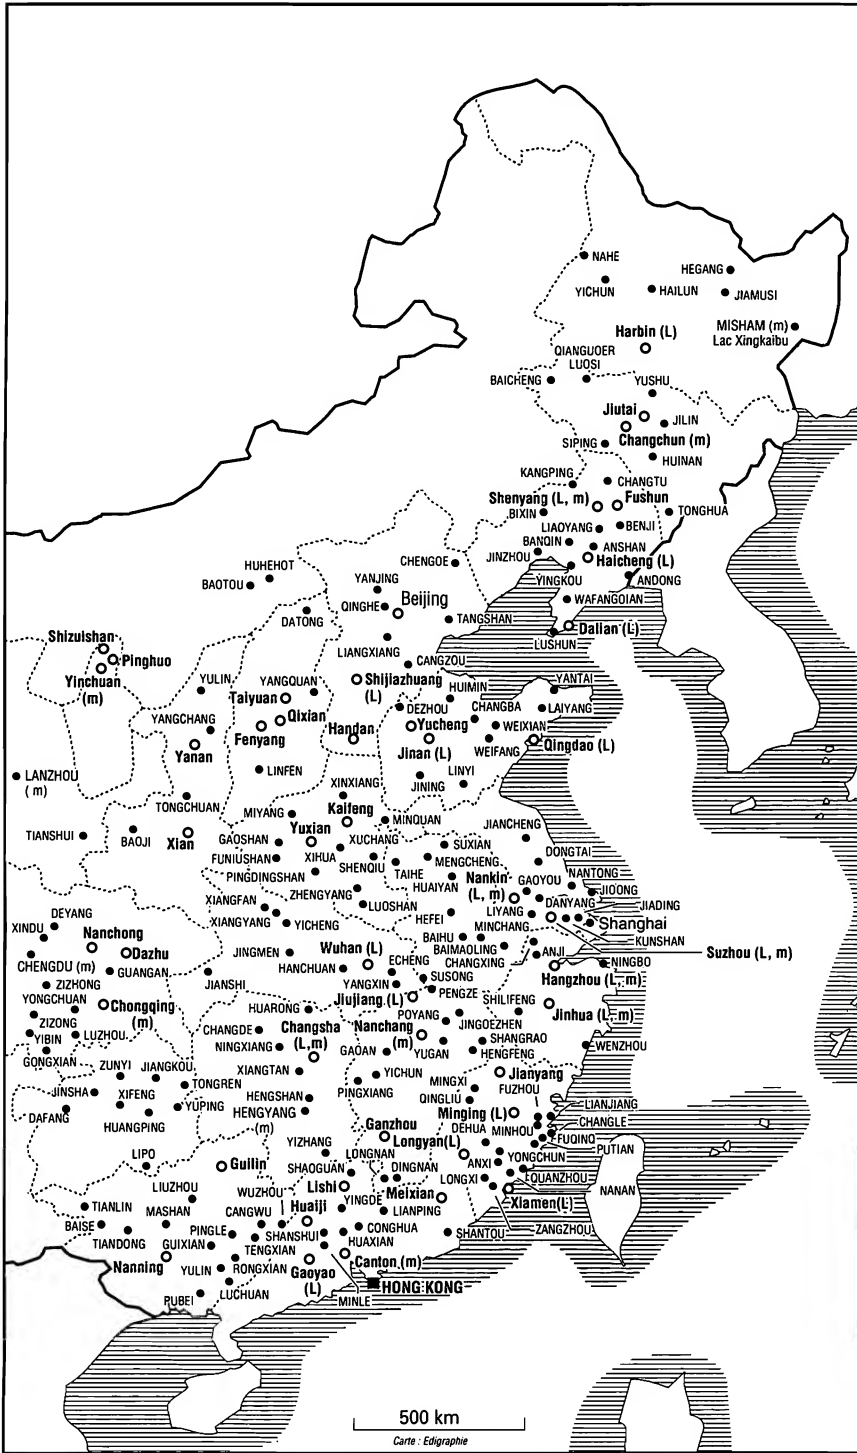 NAHE
HEGANG
YICHUN
HAILUN
JIAMUSI
MISHAM (m)
Lac Xingkaibu
Harbin (L)
QIANGUOER
LUOSI
BAICHENG
YUSHU
Jiutai
JILIN
Changchun (m)
SIPING
HUINAN
KANGPING
CHANGTU
Shenyang (L, m)
Fushun
BIXIN
TONGHUA
LIAOYANG
BENJI
BANQIN
ANSHAN
JINZHOU
Haicheng (L)
CHENGOE
YINGKOU
ANDONG
HUHEHOT
YANJING
BAOTOU
QINGHE
Beijing
WAFANGOIAN
DATONG
TANGSHAN
Dalian (L)
LUSHUN
Shizuishan
LIANGXIANG
Pinghuo
CANGZOU
Yinchuan
(m)
YULIN
YANGQUAN
Shijiazhuang
(L)
YANTAI
Taiyuan
HUIMIN
DEZHOU
CHANGBA
LAIYANG
YANGCHANG
Qixian
Yucheng
WEIXIAN
Fenyang
Handan
Yanan
Jinan (L)
WEIFANG
Qingdao (L)
LANZHOU
( m)
LINFEN
XINXIANG
LINYI
JINING
TONGCHUAN
MIYANG
Kaifeng
MINQUAN
TIANSHUI
BAOJI
Xian
Yuxian
JIANCHENG
GAOSHAN
XUCHANG
SUXIAN
FUNIUSHAN
XIHUA
SHENQIU
MENGCHENG
DONGTAI
PINGDINGSHAN
TAIHE
HUAIYAN
Nankin
(L, m)
GAOYOU
NANTONG
JIOONG
ZHENGYANG
XIANGFAN
LUOSHAN
DANYANG
JIADING
XINDU
DEYANG
XIANGYANG
YICHENG
HEFEI
LIYANG
Shanghai
Nanchong
MINCHANG
KUNSHAN
Dazhu
JINGMEN
Wuhan (L)
BAIHU
BAIMAOLING
ANJI
Suzhou (L, m)
CHENGDU (m)
GUANGAN
HANCHUAN
ECHENG
CHANGXING
NINGBO
ZIZHONG
JIANSHI
YANGXIN
SUSONG
Hangzhou (L, m)
YONGCHUAN
Chongqing
(m)
Jiujiang (L)
PENGZE
HUARONG
SHILIFENG
Jinhua (L, m)
ZIZONG
CHANGDE
Changsha
(L, m)
POYANG
JINGOEZHEN
YIBIN
LUZHOU
NINGXIANG
Nanchang
(m)
SHANGRAO
WENZHOU
GONGXIAN
GAOAN
YUGAN
HENGFENG
ZUNYI
JIANGKOU
XIANGTAN
YICHUN
Jianyang
JINSHA
XIFENG
TONGREN
PINGXIANG
MINGXI
FUZHOU
DAFANG
YUPING
HENGSHAN
QINGLIU
LIANJIANG
HUANGPING
HENGYANG
(m)
Minging (L)
CHANGLE
Ganzhou
DEHUA
MINHOU
FUQINQ
LIPO
YIZHANG
Longyan(L)
PUTIAN
Guilin
LONGNAN
ANXI
YONGCHUN
SHAOGUAN
DINGNAN
LONGXI
QUANZHOU
LIUZHOU
Lishi
NANAN
TIANLIN
WUZHOU
YINGDE
Meixian
Xiamen(L)
MASHAN
Huaiji
LIANPING
BAISE
CANGWU
ZANGZHOU
PINGLE
CONGHUA
SHANTOU
TIANDONG
GUIXIAN
SHANSHUI
HUAXIAN
TENGXIAN
Nanning
YULIN
RONGXIAN
Gaoyao
(L)
Canton (m)
PUBEI
LUCHUAN
MINLE
HONG KONG
500 km
Carte : Edigraphie